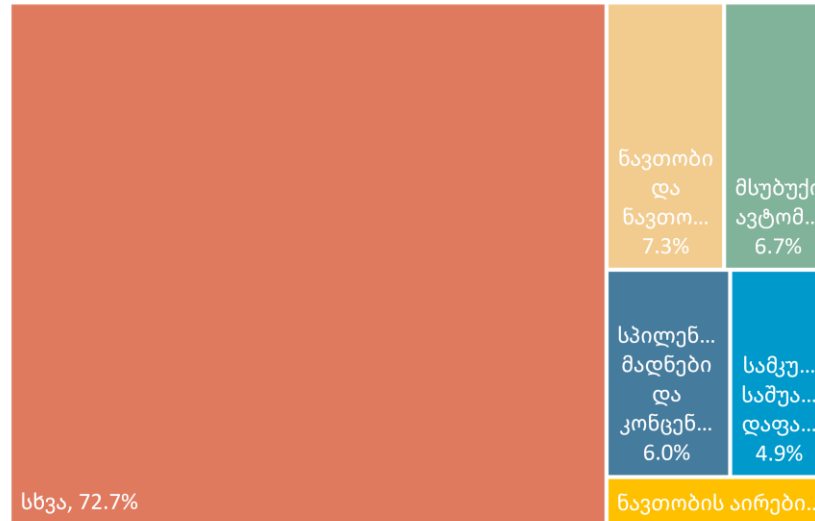 ნავთობი
და
ნავთო...
7.3%
მსუბუქი
ავტომ...
6.7%
სპილენ...
მადნები
და
კონცენ...
6.0%
სამკუ...
საშუა...
დაფა...
4.9%
სხვა, 72.7%
ნავთობის აირები...